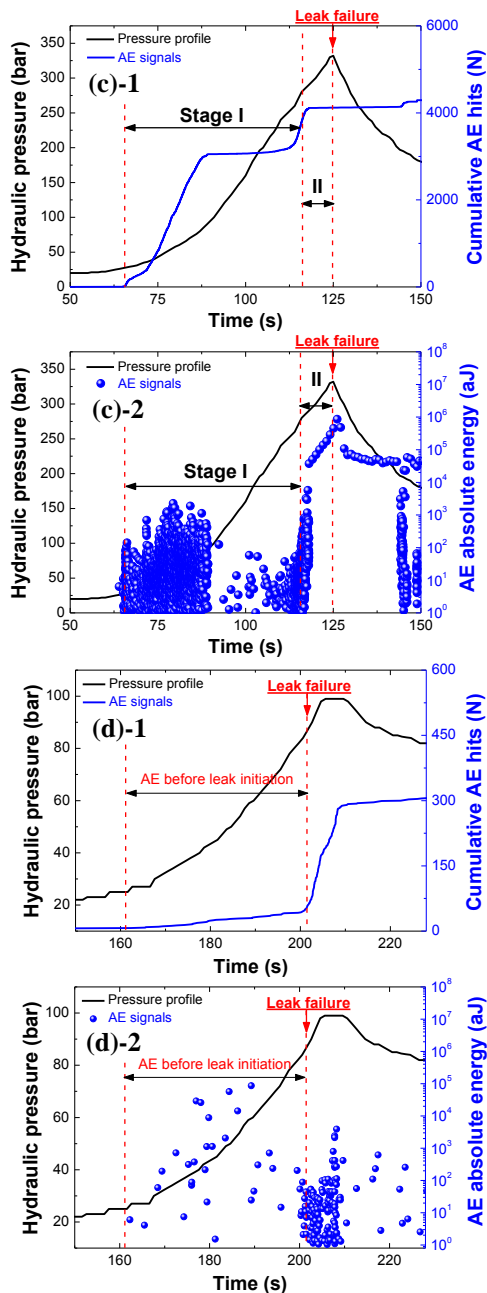 Leak failure
Pressure profile
AE signals
(c)-1
Stage I
II
Hydraulic pressure (bar)
0
50
100
150
200
250
300
350
Cumulative AE hits (N)
0
2000
4000
6000
50
75
100
125
150
Time (s)
Leak failure
Pressure profile
AE signals
(c)-2
II
Stage I
Hydraulic pressure (bar)
0
50
100
150
200
250
300
350
AE absolute energy (aJ)
10^0
10^1
10^2
10^3
10^4
10^5
10^6
10^7
10^8
50
75
100
125
150
Time (s)
Pressure profile
AE signals
Leak failure
(d)-1
AE before leak initiation
Hydraulic pressure (bar)
20
40
60
80
100
Cumulative AE hits (N)
0
150
300
450
600
160
180
200
220
Time (s)
Pressure profile
AE signals
Leak failure
(d)-2
AE before leak initiation
Hydraulic pressure (bar)
20
40
60
80
100
AE absolute energy (aJ)
10^0
10^1
10^2
10^3
10^4
10^5
10^6
10^7
10^8
160
180
200
220
Time (s)